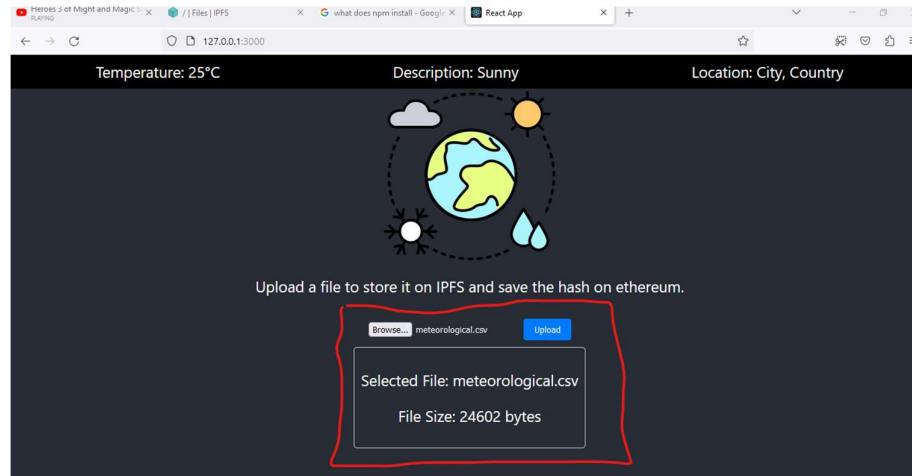 Heroes 3 of Might and Magic
PLAYING
/ | Files | IPFS
what does npm install - Google
React App
127.0.0.1:3000
Temperature: 25°C
Description: Sunny
Location: City, Country
Upload a file to store it on IPFS and save the hash on ethereum.
Browse... meteorological.csv
Upload
Selected File: meteorological.csv
File Size: 24602 bytes